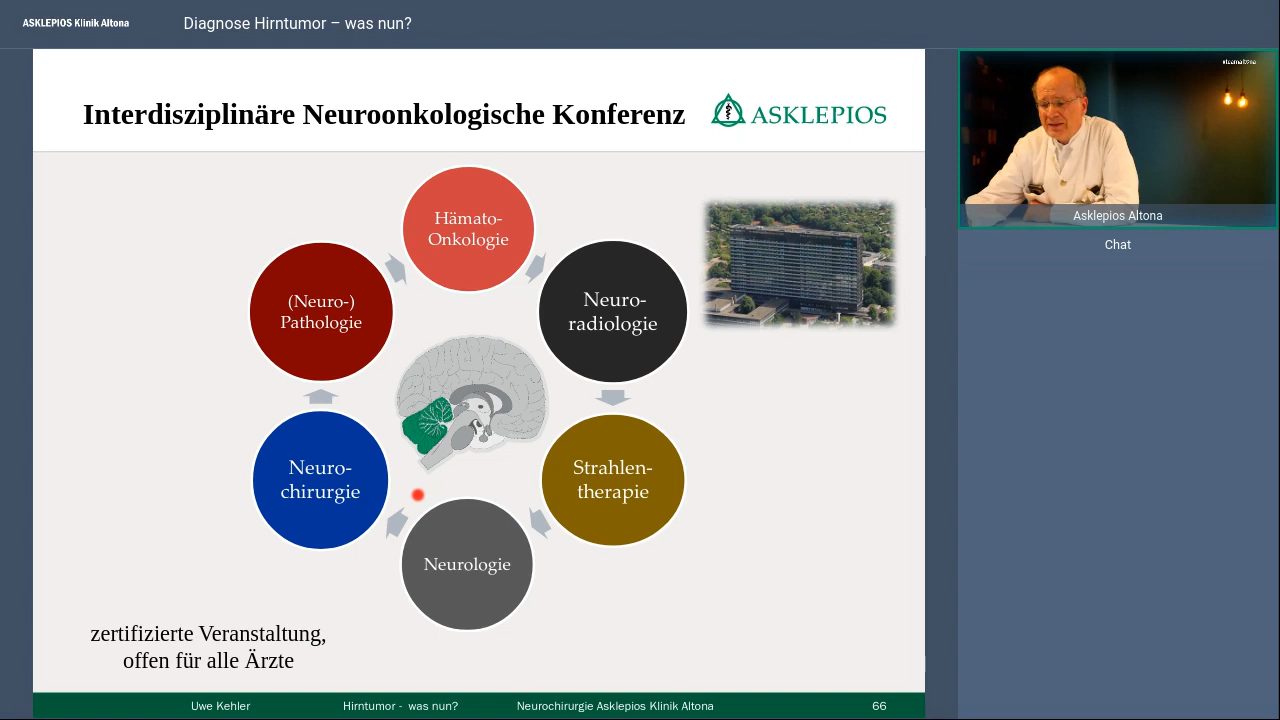 ASKLEPIOS Klinik Altona
Diagnose Hirntumor – was nun?
Interdisziplinäre Neuroonkologische Konferenz
ASKLEPIOS
Hämato-
Onkologie
(Neuro-)
Pathologie
Neuro-
radiologie
Neuro-
chirurgie
Strahlen-
therapie
Neurologie
zertifizierte Veranstaltung,
offen für alle Ärzte
Uwe Kehler
Hirntumor - was nun?
Neurochirurgie Asklepios Klinik Altona
66
Asklepios Altona
Chat